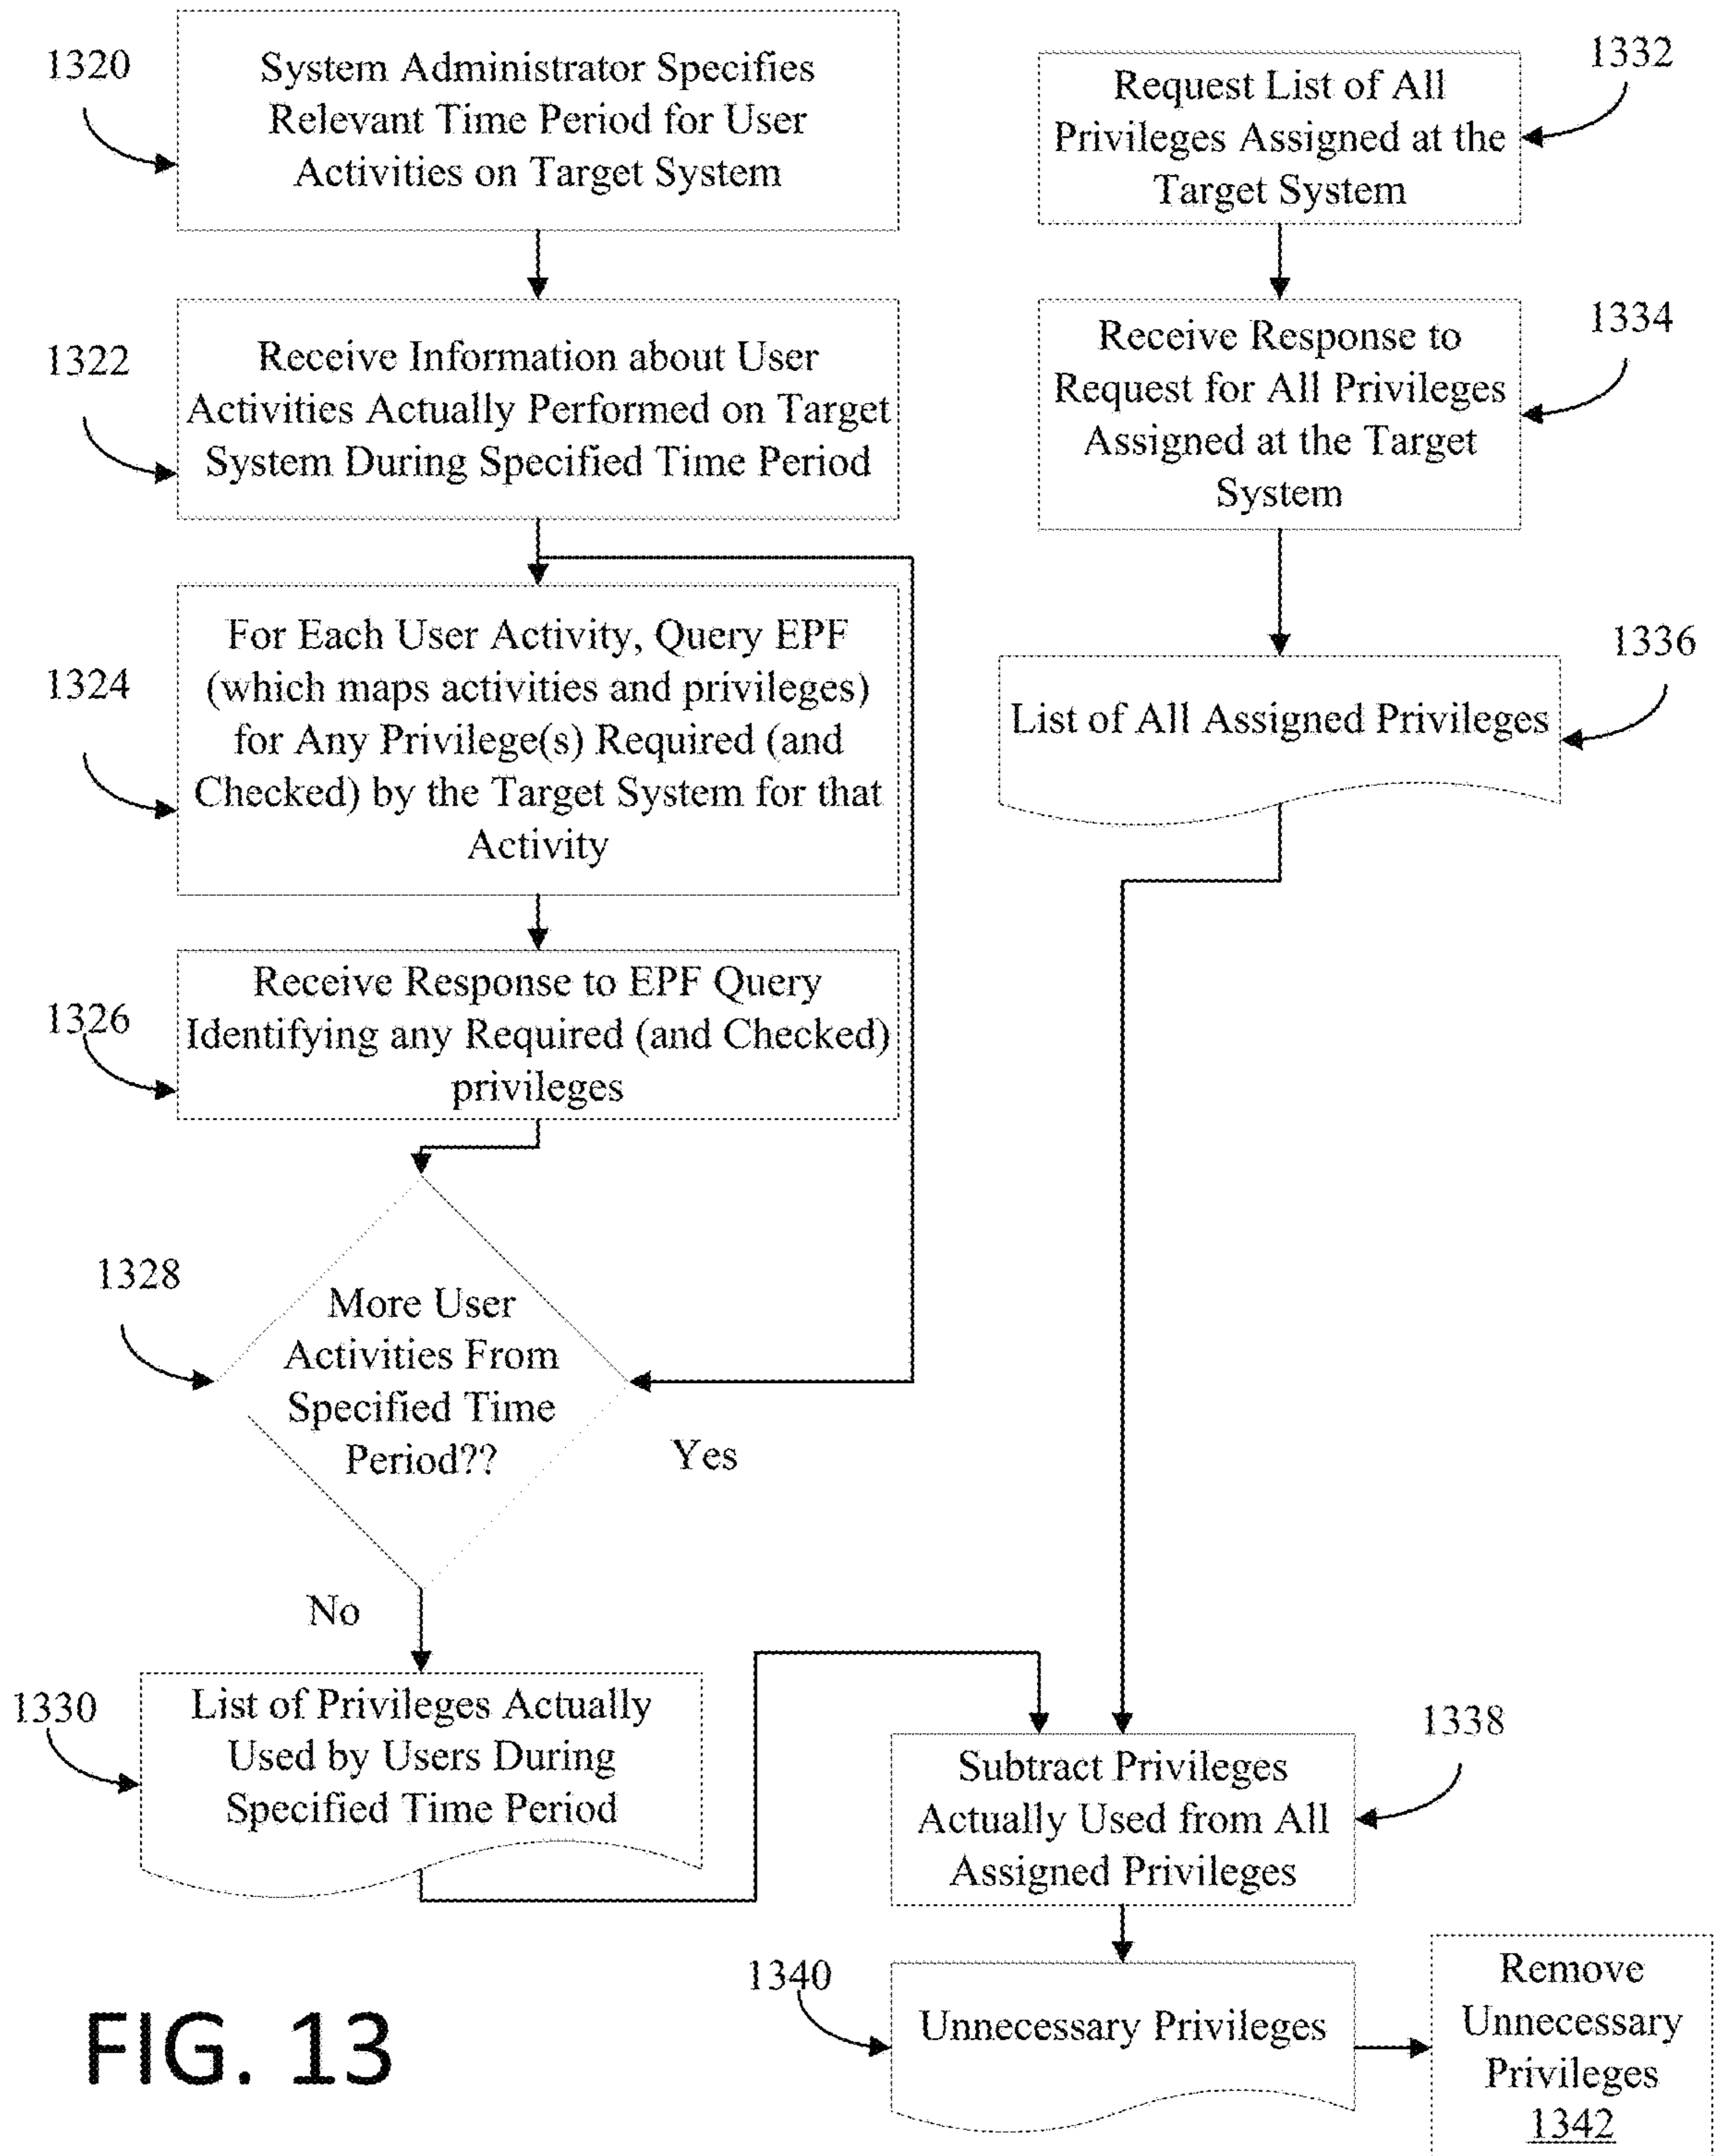 1320
System Administrator Specifies
Relevant Time Period for User
Activities on Target System
1322
Receive Information about User
Activities Actually Performed on Target
System During Specified Time Period
1324
For Each User Activity, Query EPF
(which maps activities and privileges)
for Any Privilege(s) Required (and
Checked) by the Target System for that
Activity
1326
Receive Response to EPF Query
Identifying any Required (and Checked)
privileges
1328
More User
Activities From
Specified Time
Period??
Yes
No
1330
List of Privileges Actually
Used by Users During
Specified Time Period
1332
Request List of All
Privileges Assigned at the
Target System
1334
Receive Response to
Request for All Privileges
Assigned at the Target
System
1336
List of All Assigned Privileges
1338
Subtract Privileges
Actually Used from All
Assigned Privileges
1340
Unnecessary Privileges
Remove
Unnecessary
Privileges
1342
FIG. 13